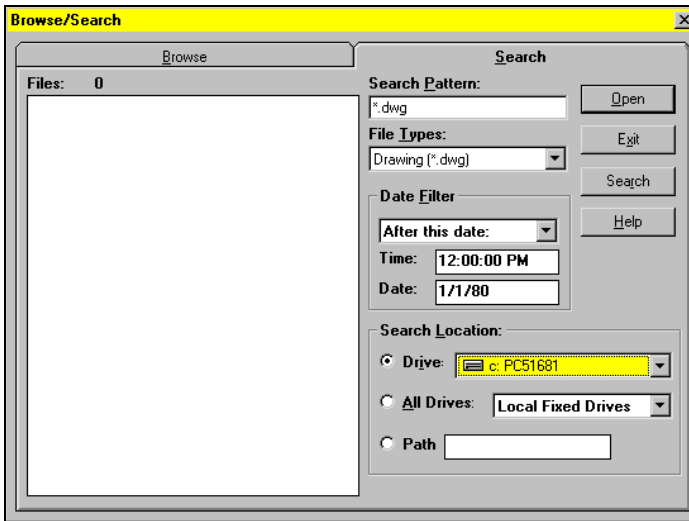 Browse/Search
Browse
Search
Files: 0
Search Pattern:
*.dwg
File Types:
Drawing (*.dwg)
Date Filter
After this date:
Time: 12:00:00 PM
Date: 1/1/80
Open
Exit
Search
Help
Search Location:
Drive: c: PC51681
All Drives: Local Fixed Drives
Path